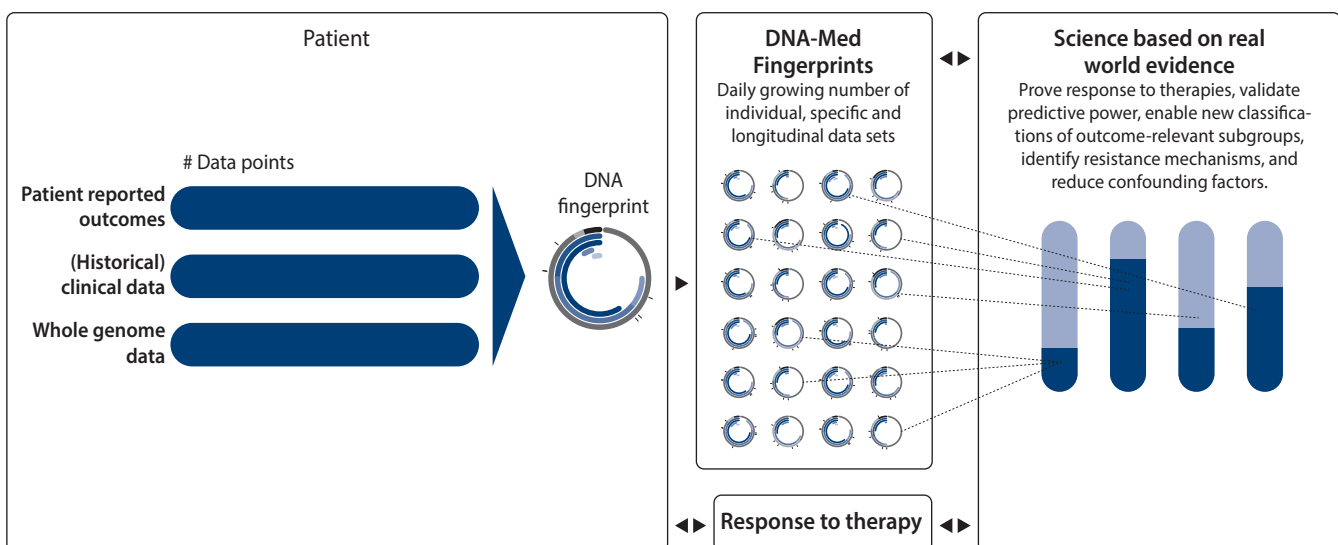 Patient
# Data points
Patient reported
outcomes
(Historical)
clinical data
Whole genome
data
DNA
fingerprint
DNA-Med
Fingerprints
Daily growing number of
individual, specific and
longitudinal data sets
Science based on real
world evidence
Prove response to therapies, validate
predictive power, enable new classifica-
tions of outcome-relevant subgroups,
identify resistance mechanisms, and
reduce confounding factors.
Response to therapy